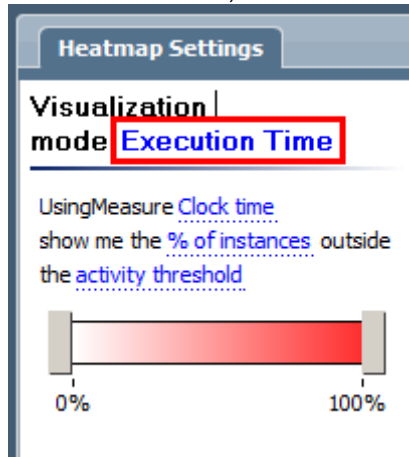 Heatmap Settings
Visualization
mode Execution Time
UsingMeasure Clock time
show me the % of instances outside
the activity threshold
0% 100%